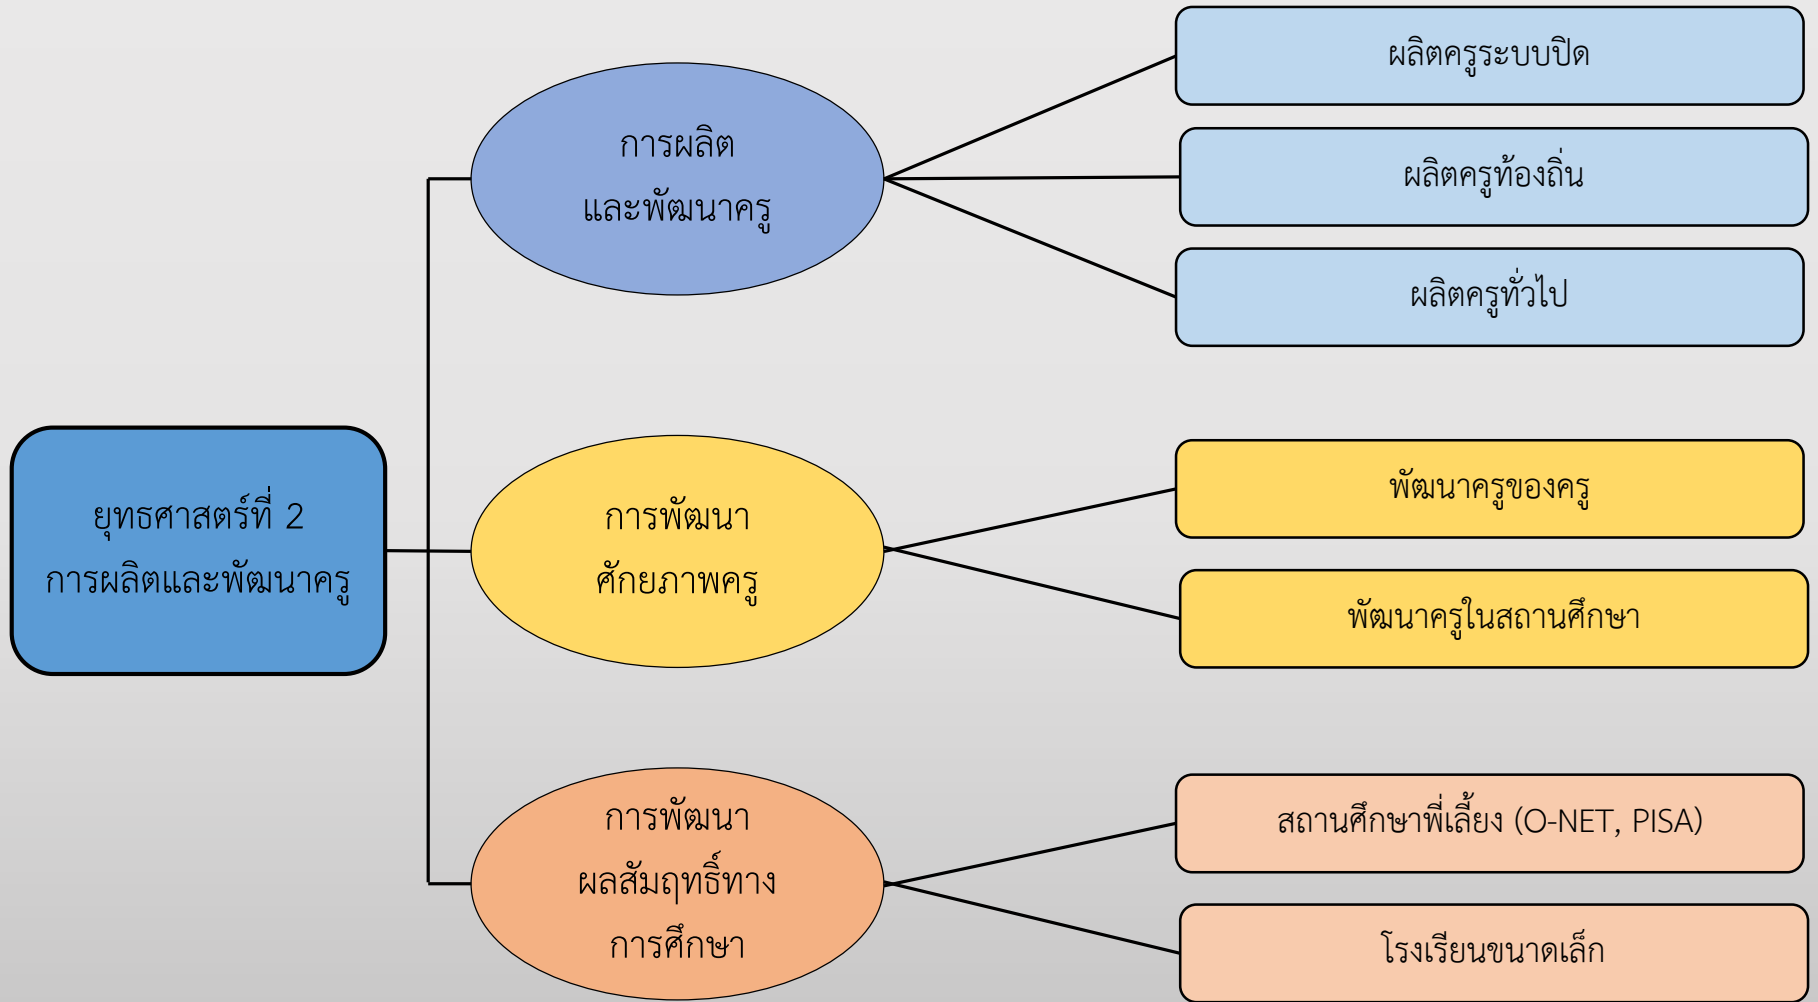 ยุทธศาสตร์ที่ 2
การผลิตและพัฒนาครู
การผลิต
และพัฒนาครู
ผลิตครูระบบปิด
ผลิตครูท้องถิ่น
ผลิตครูทั่วไป
การพัฒนา
ศักยภาพครู
พัฒนาครูของครู
พัฒนาครูในสถานศึกษา
การพัฒนา
ผลสัมฤทธิ์ทาง
การศึกษา
สถานศึกษาพี่เลี้ยง (O-NET, PISA)
โรงเรียนขนาดเล็ก